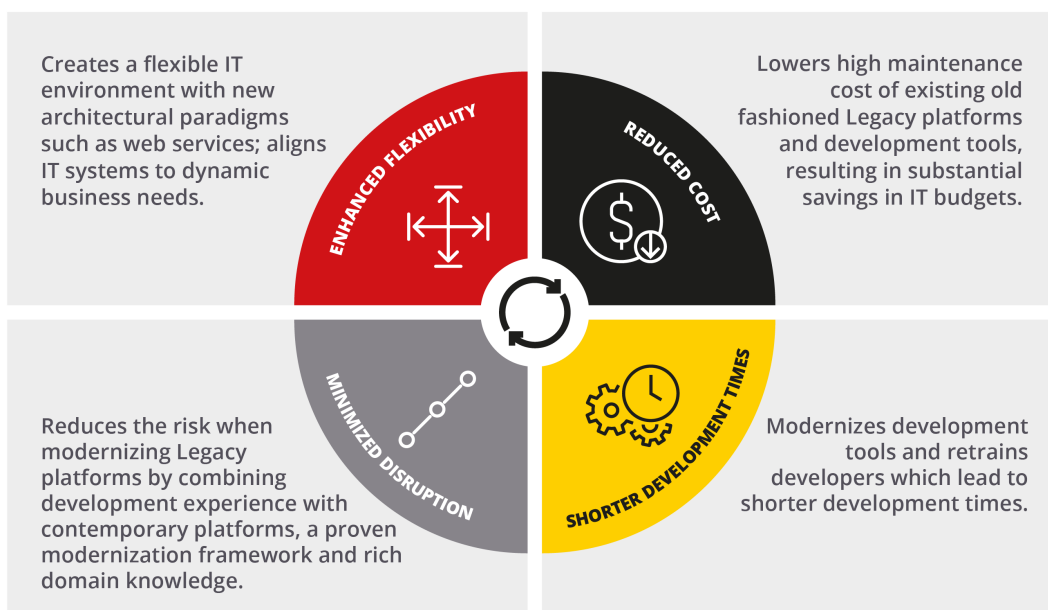 Creates a flexible IT
environment with new
architectural paradigms
such as web services; aligns
IT systems to dynamic
business needs.
ENHANCED FLEXIBILITY
REDUCED COST
Lowers high maintenance
cost of existing old
fashioned Legacy platforms
and development tools,
resulting in substantial
savings in IT budgets.
Reduces the risk when
modernizing Legacy
platforms by combining
development experience with
contemporary platforms, a proven
modernization framework and rich
domain knowledge.
MINIMIZED DISRUPTION
SHORTER DEVELOPMENT TIMES
Modernizes development
tools and retrains
developers which lead to
shorter development times.